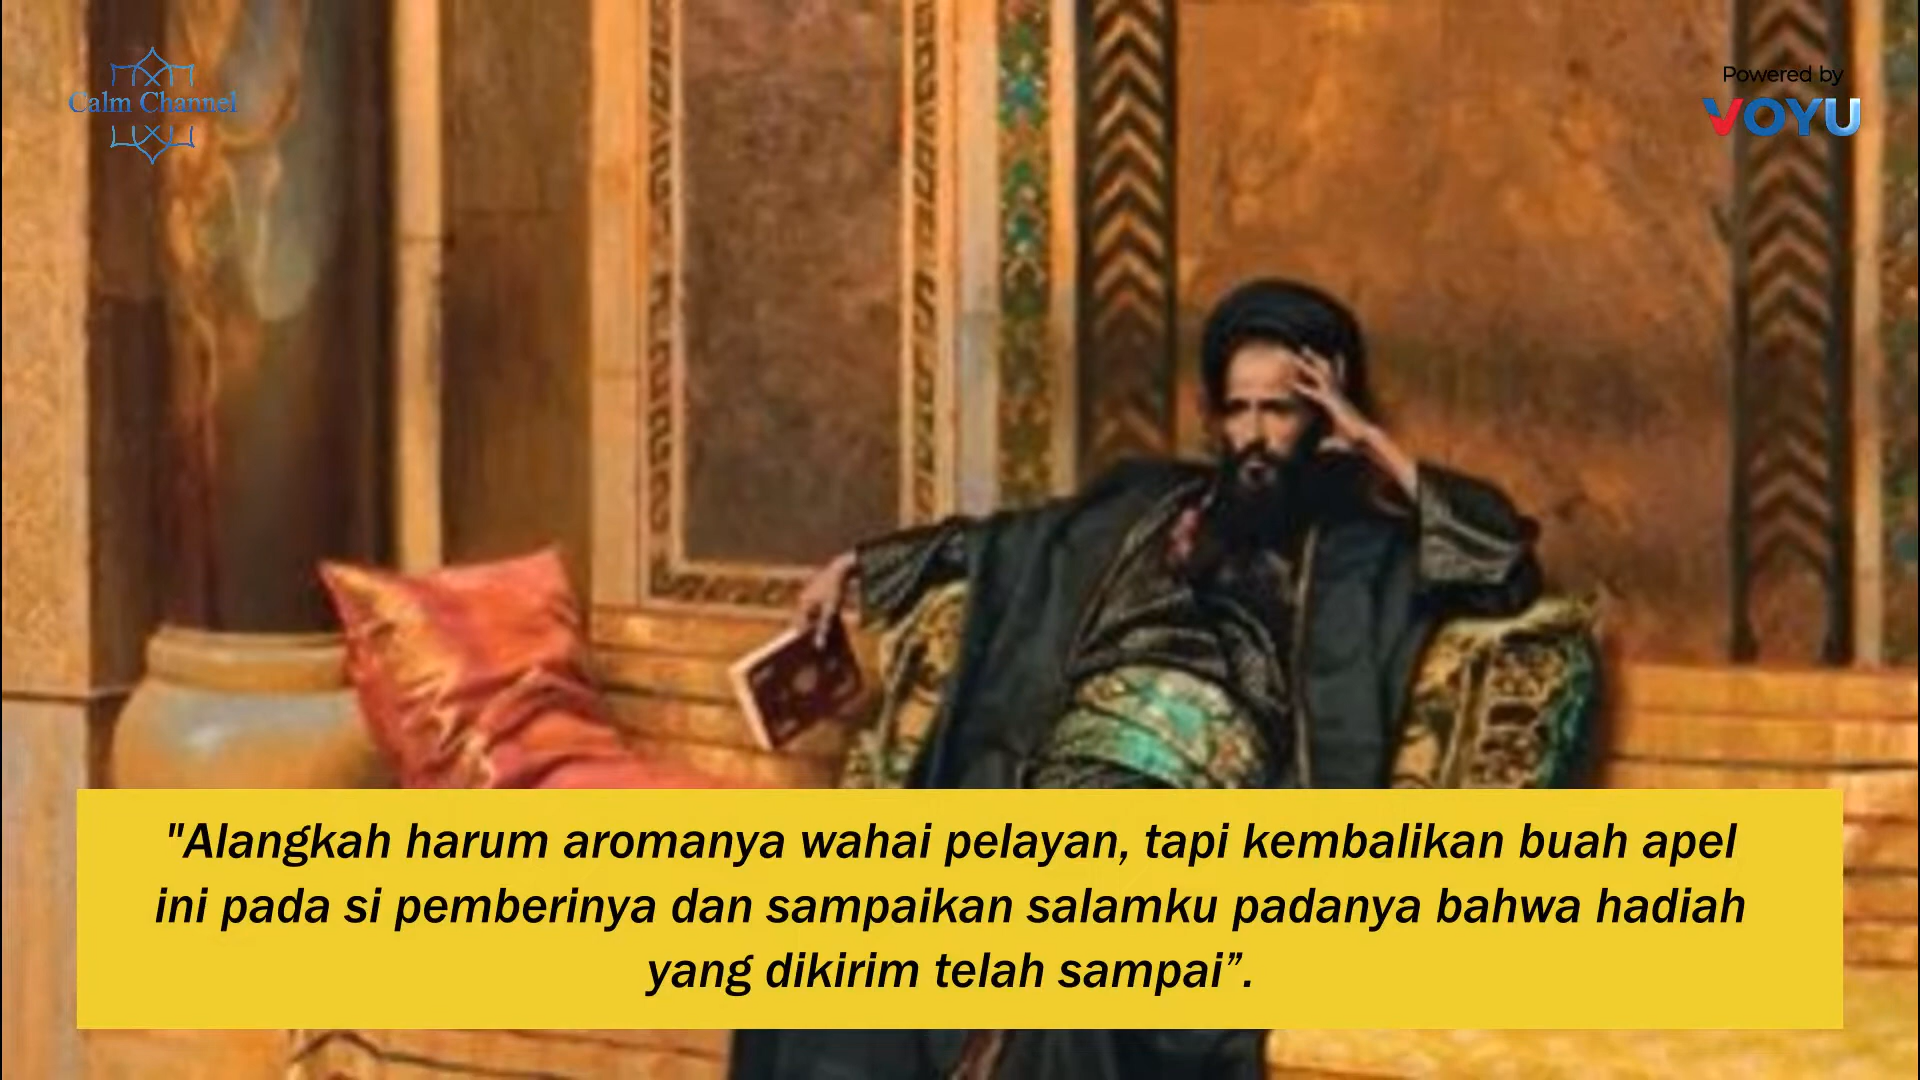 Calm Channel
Powered by
VOYU
"Alangkah harum aromanya wahai pelayan, tapi kembalikan buah apel
ini pada si pemberinya dan sampaikan salamku padanya bahwa hadiah
yang dikirim telah sampai”.